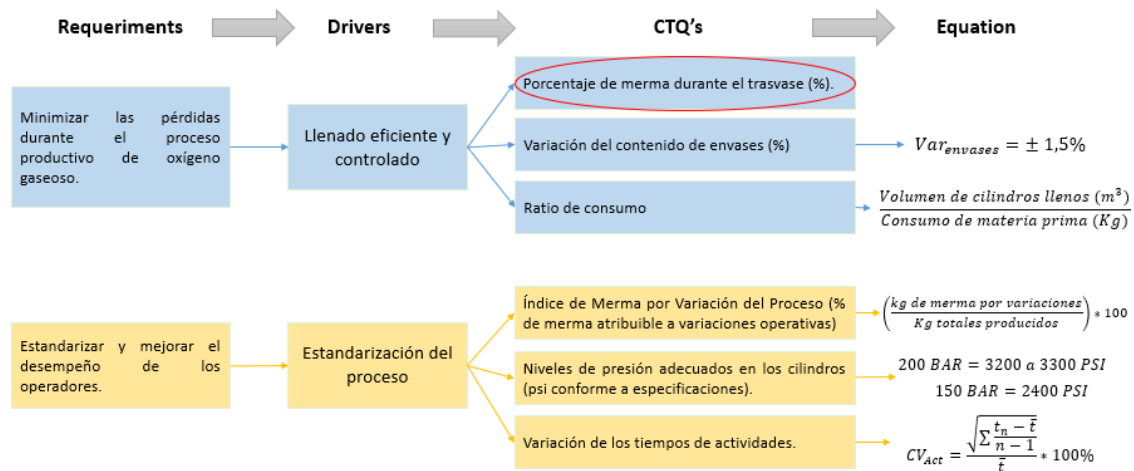 Requeriments
Drivers
CTQ's
Equation
Minimizar las pérdidas
durante el proceso
productivo de oxígeno
gaseoso.
Llenado eficiente y
controlado
Porcentaje de merma durante el trasvase (%).
Variación del contenido de envases (%)
Var_envases = ± 1,5%
Ratio de consumo
Volumen de cilindros llenos (m³)
Consumo de materia prima (Kg)
Estandarizar y mejorar el
desempeño de los
operadores.
Estandarización del
proceso
Índice de Merma por Variación del Proceso (%
de merma atribuible a variaciones operativas)
(kg de merma por variaciones / Kg totales producidos) * 100
Niveles de presión adecuados en los cilindros
(psi conforme a especificaciones).
200 BAR = 3200 a 3300 PSI
150 BAR = 2400 PSI
Variación de los tiempos de actividades.
CV_Act = √(Σ (t_n − t̄)/(n − 1)) / t̄ * 100%